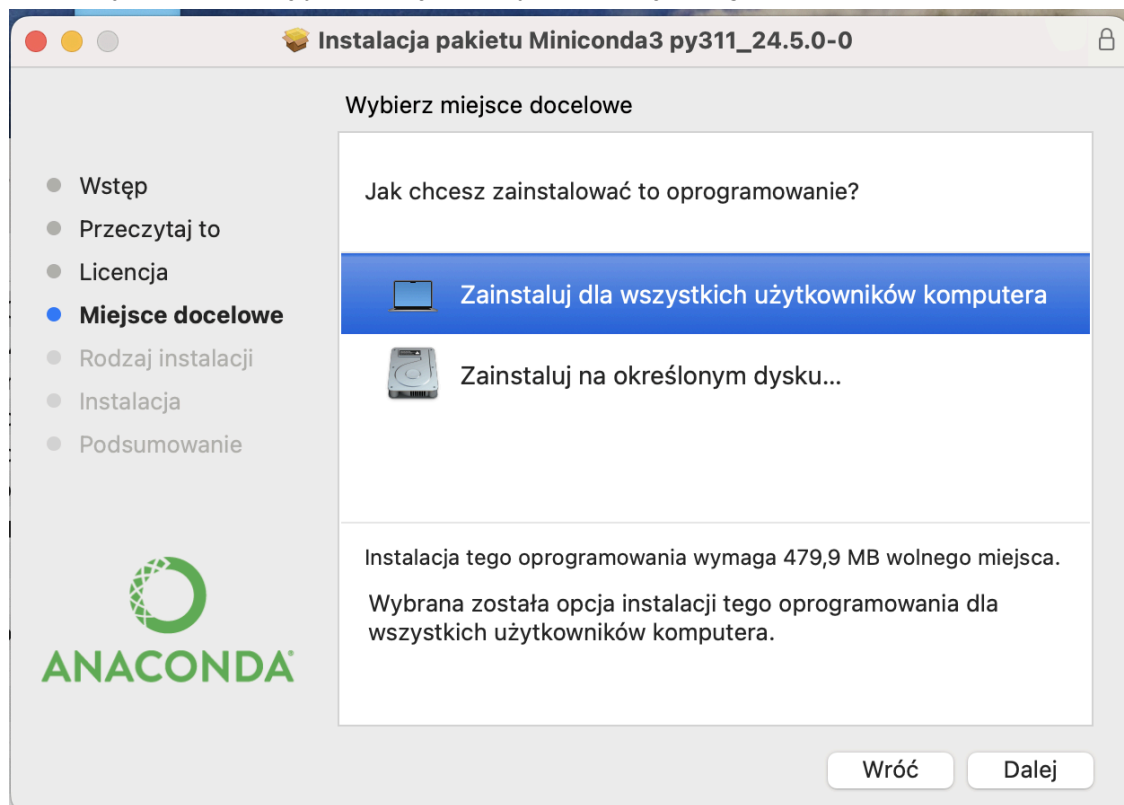 Instalacja pakietu Miniconda3 py311_24.5.0-0
Wybierz miejsce docelowe
Wstęp
Przeczytaj to
Licencja
Miejsce docelowe
Rodzaj instalacji
Instalacja
Podsumowanie
ANACONDA
Jak chcesz zainstalować to oprogramowanie?
Zainstaluj dla wszystkich użytkowników komputera
Zainstaluj na określonym dysku...
Instalacja tego oprogramowania wymaga 479,9 MB wolnego miejsca.
Wybrana została opcja instalacji tego oprogramowania dla
wszystkich użytkowników komputera.
Wróć
Dalej